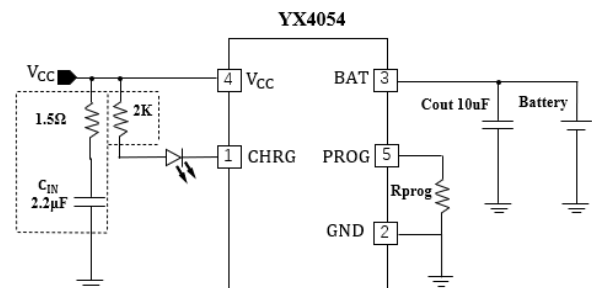 YX4054
VCC
4
VCC
BAT
3
1.5Ω
2K
Cout 10uF
Battery
1
CHRG
PROG
5
CIN
2.2μF
Rprog
GND
2